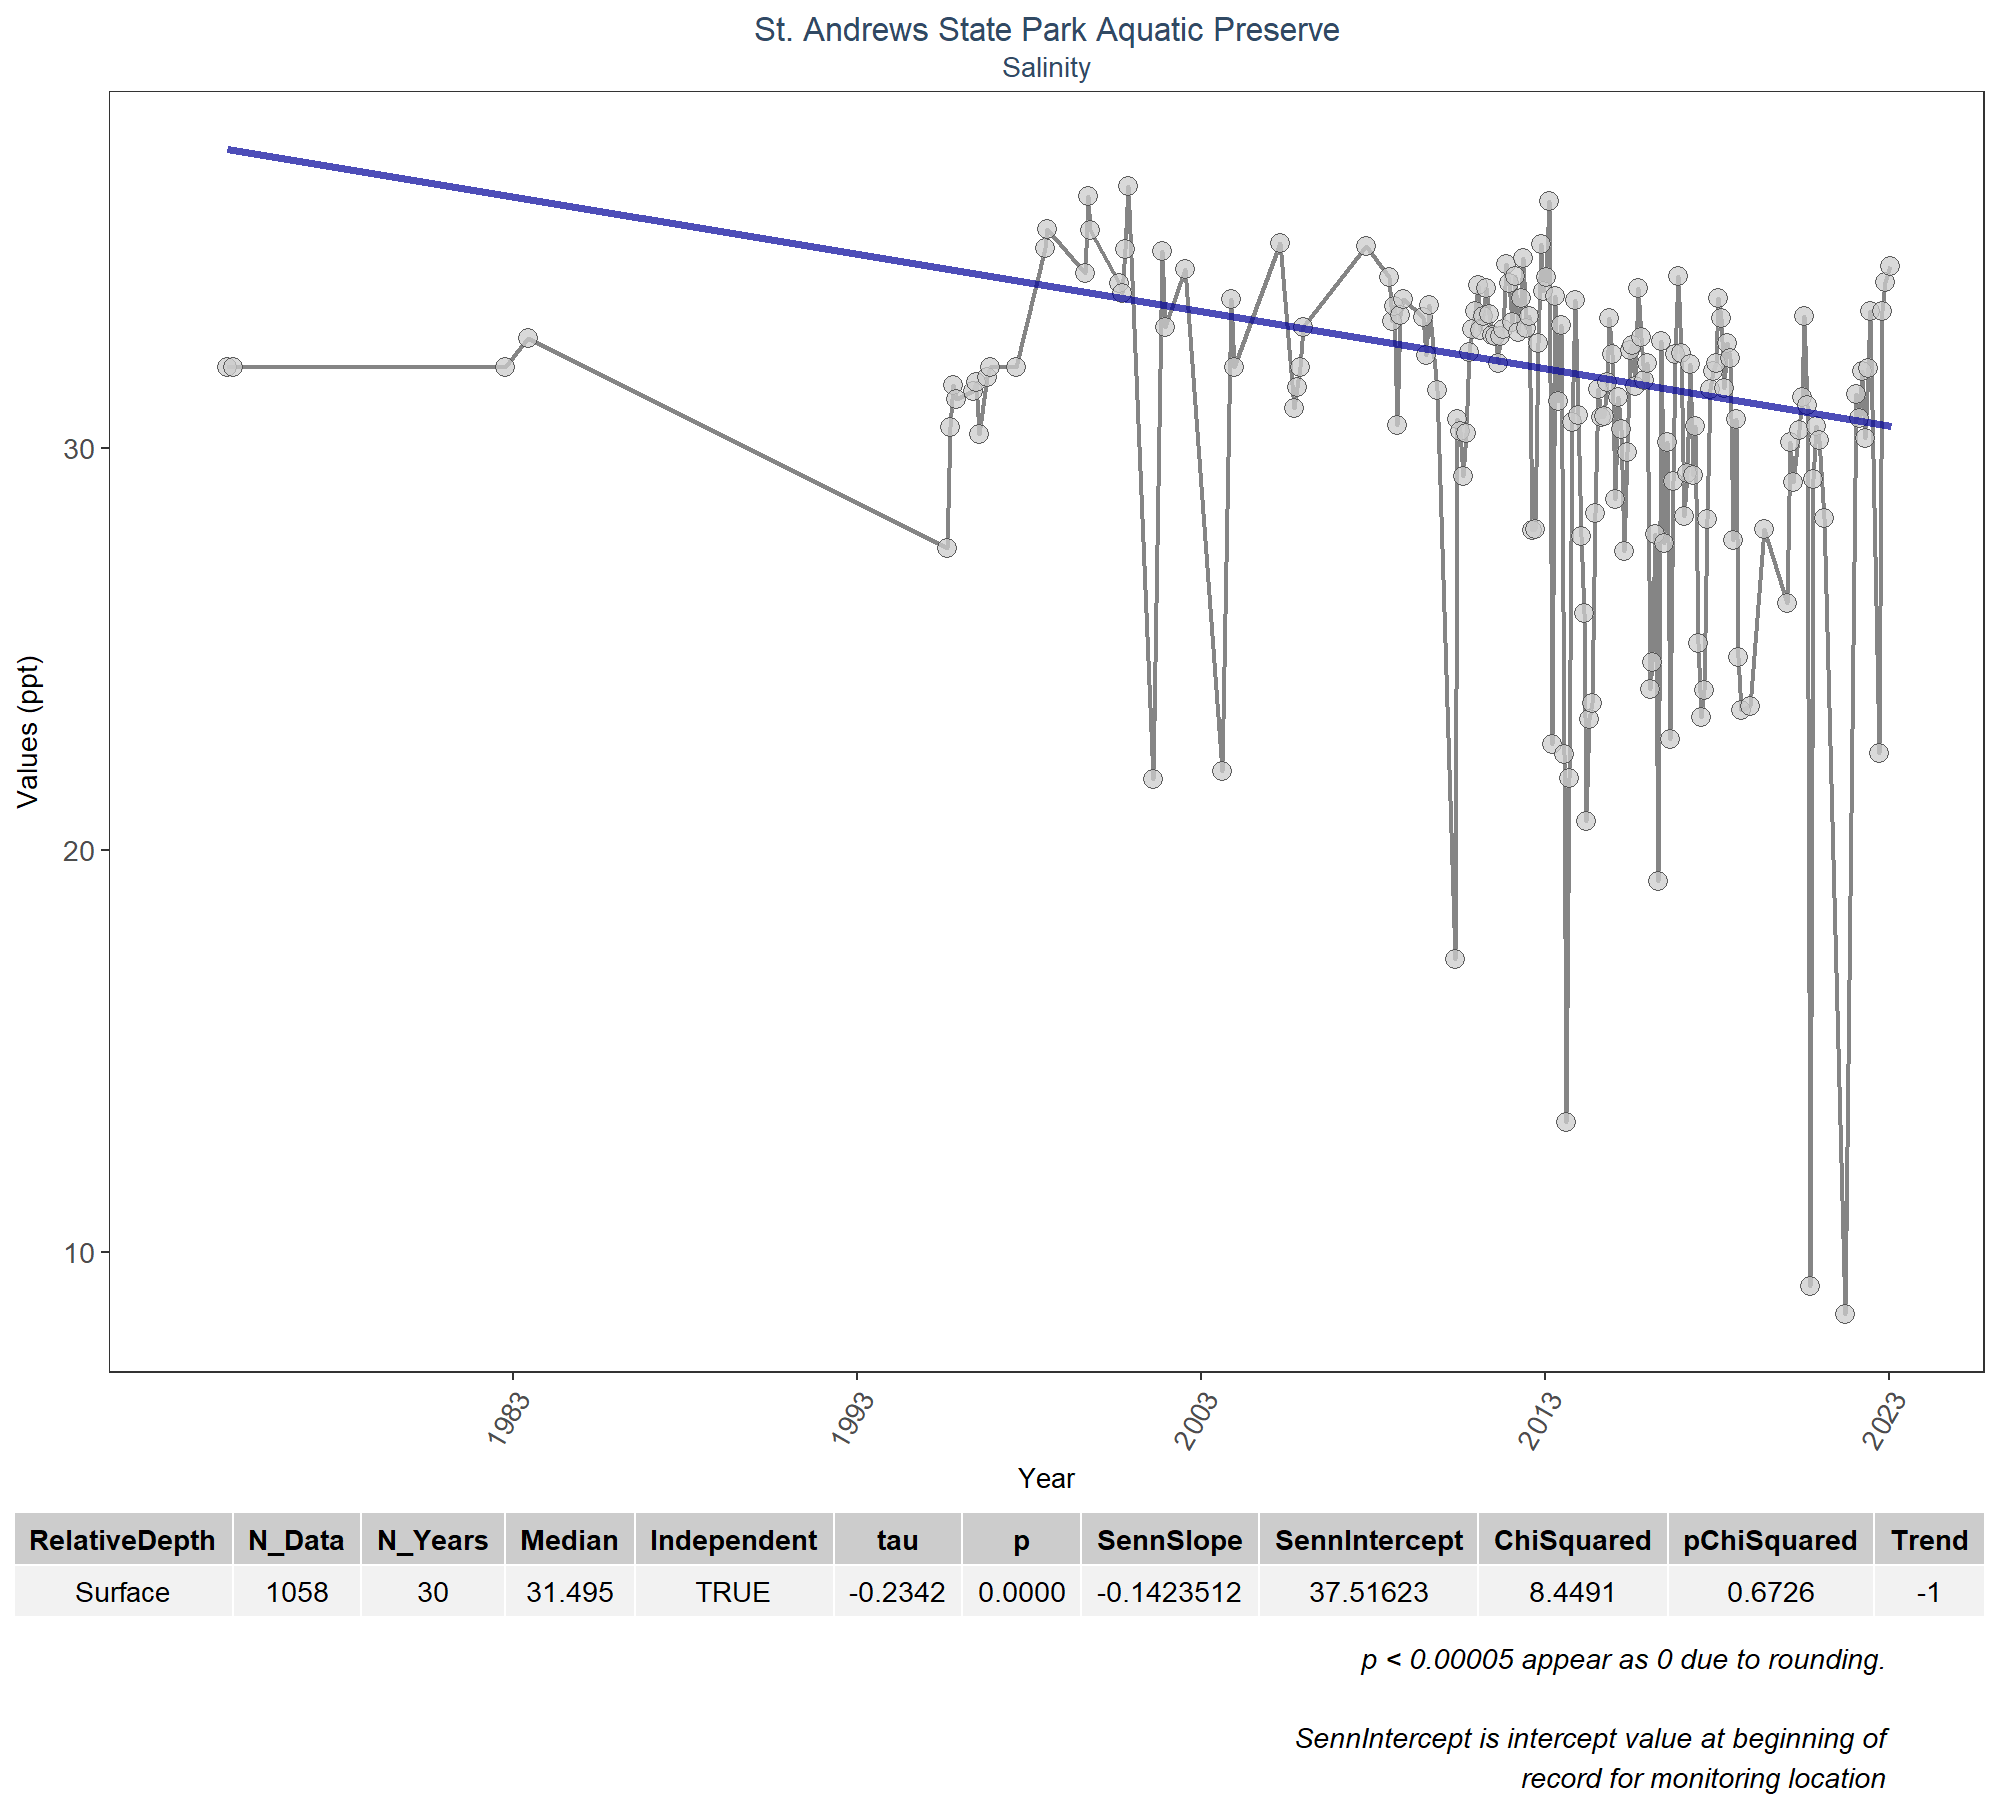 St. Andrews State Park Aquatic Preserve
Salinity
Values (ppt)
30
20
10
1983
1993
2003
2013
2023
Year
RelativeDepth N_Data N_Years Median Independent tau p SennSlope SennIntercept ChiSquared pChiSquared Trend
Surface 1058 30 31.495 TRUE -0.2342 0.0000 -0.1423512 37.51623 8.4491 0.6726 -1
p < 0.00005 appear as 0 due to rounding.
SennIntercept is intercept value at beginning of
record for monitoring location